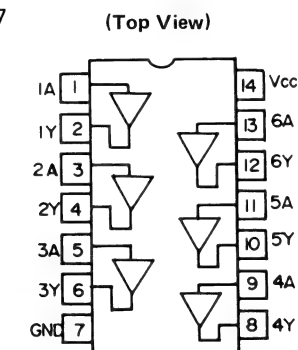 7
(Top View)
1A 1
1Y 2
2A 3
2Y 4
3A 5
3Y 6
GND 7
14 Vcc
13 6A
12 6Y
11 5A
10 5Y
9 4A
8 4Y